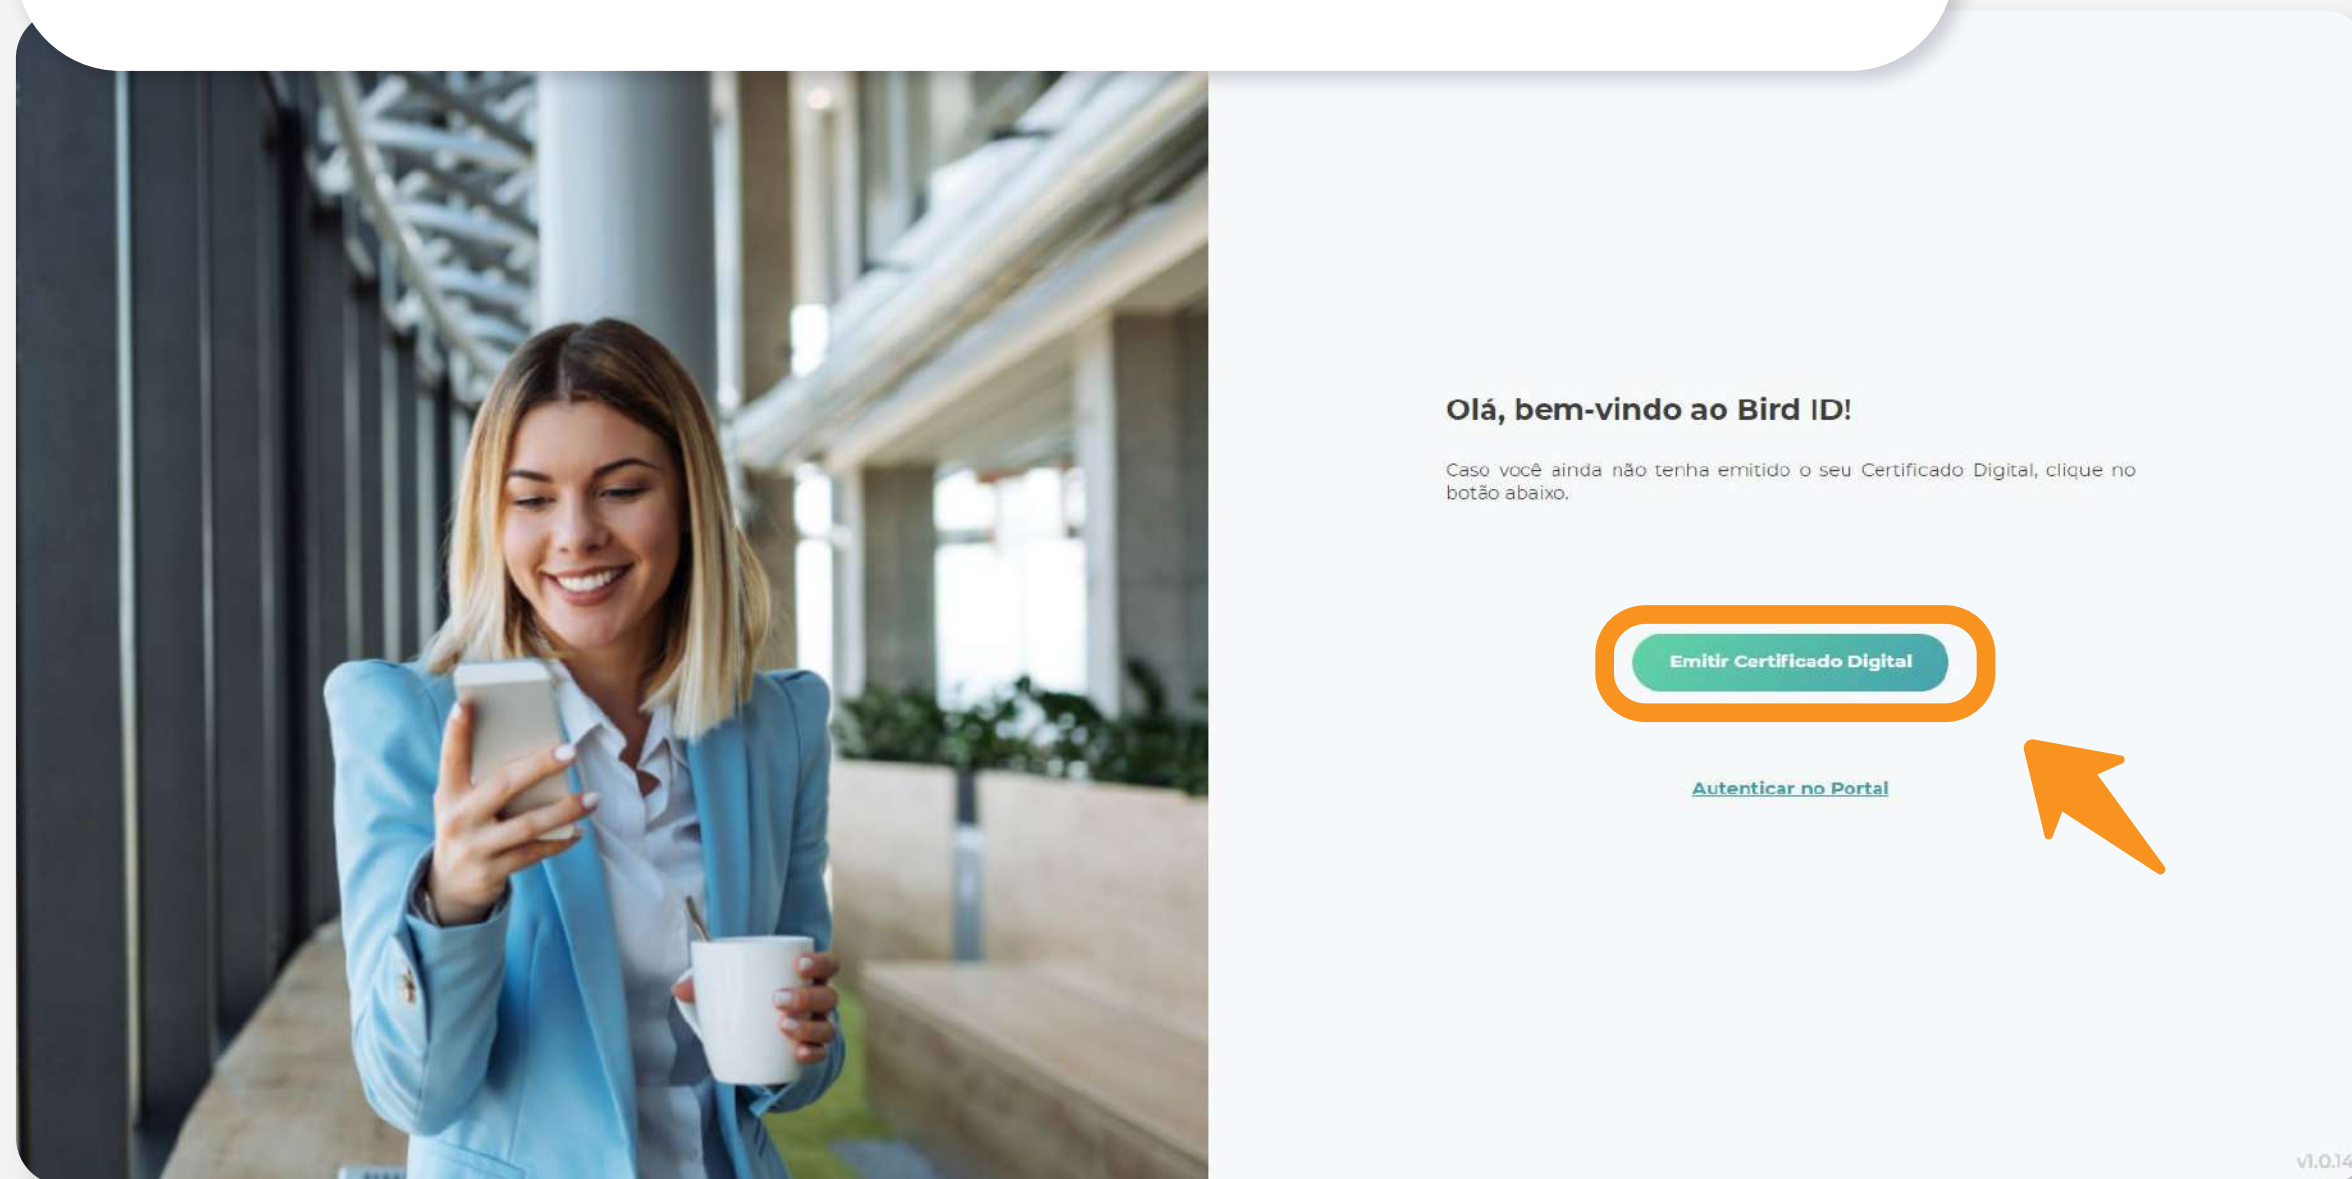 Olá, bem-vindo ao Bird ID!
Caso você ainda não tenha emitido o seu Certificado Digital, clique no
botão abaixo.
Emitir Certificado Digital
Autenticar no Portal
v1.0.14